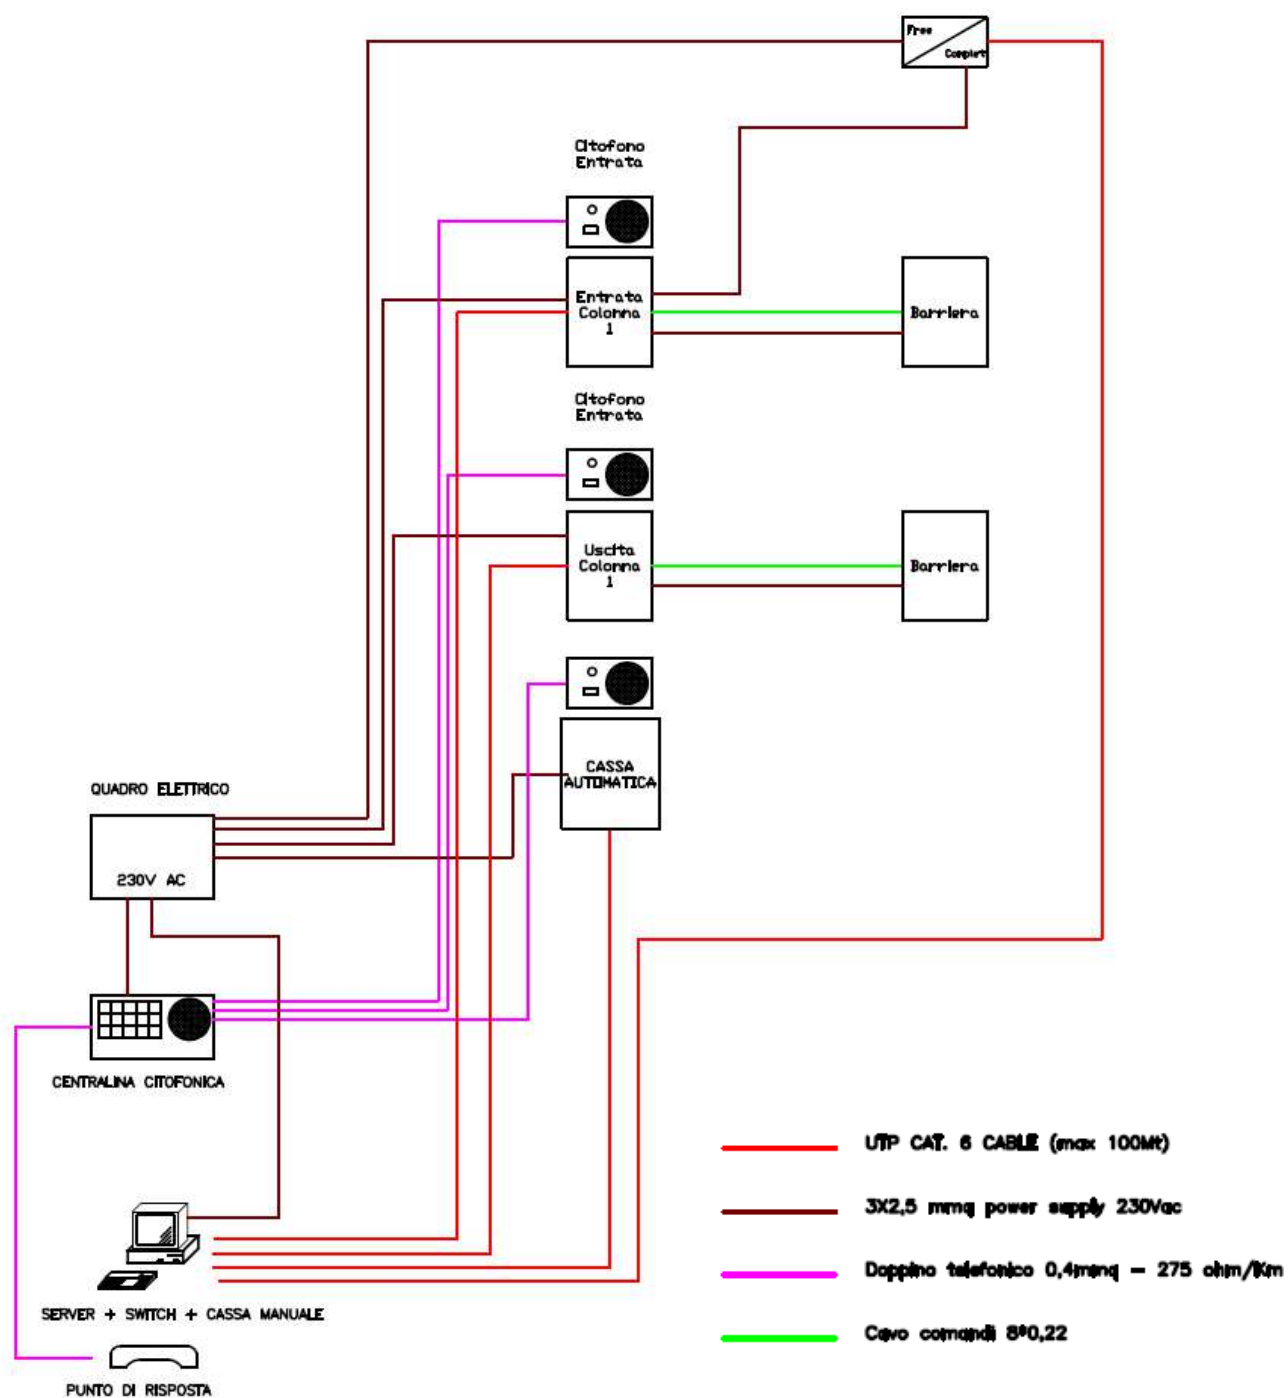 Free
Complet
Citofono
Entrata
Entrata
Colonna
1
Barriera
Citofono
Entrata
Uscita
Colonna
1
Barriera
CASSA
AUTOMATICA
QUADRO ELETTRICO
230V AC
CENTRALINA CITOFONICA
SERVER + SWITCH + CASSA MANUALE
PUNTO DI RISPOSTA
UTP CAT. 6 CABLE (max 100Mt)
3X2,5 mmq power supply 230Vac
Doppino telefonico 0,4mmq - 275 ohm/Km
Cavo comandi 8*0,22